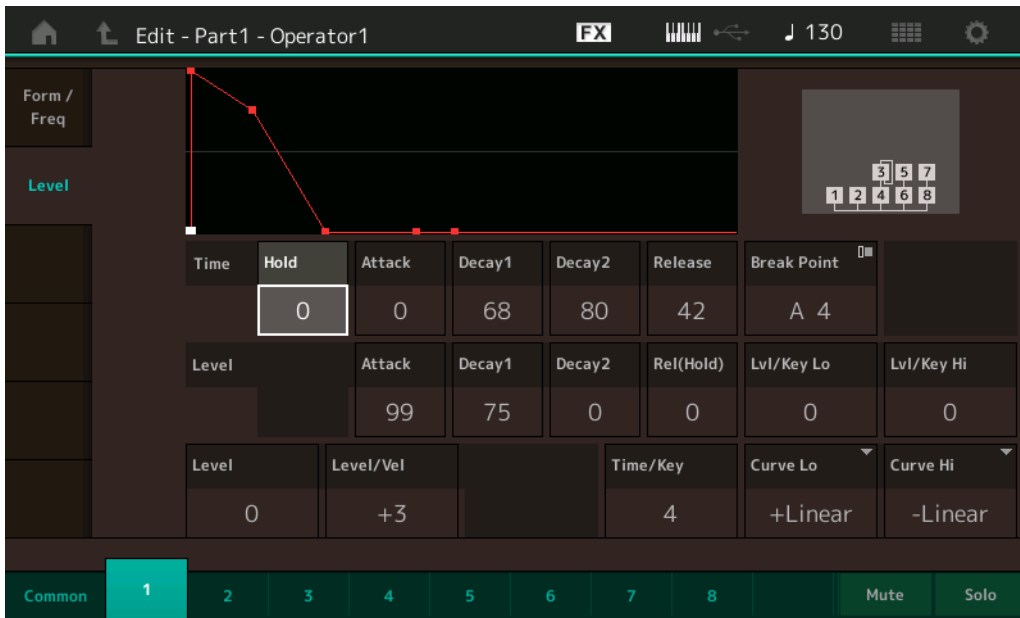 Edit - Part1 - Operator1 FX ♩ 130
Form /
Freq
Level
3 5 7
1 2 4 6 8
Time Hold Attack Decay1 Decay2 Release Break Point
0 0 68 80 42 A 4
Level Attack Decay1 Decay2 Rel(Hold) Lvl/Key Lo Lvl/Key Hi
99 75 0 0 0 0
Level Level/Vel Time/Key Curve Lo Curve Hi
0 +3 4 +Linear -Linear
Common 1 2 3 4 5 6 7 8 Mute Solo